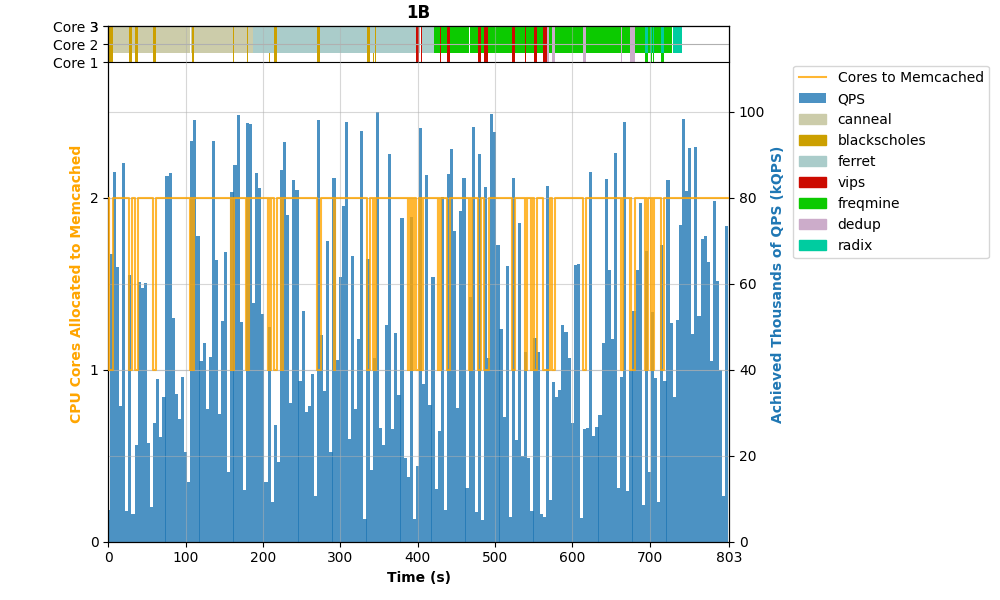 1B
Core 3
Core 2
Core 1
CPU Cores Allocated to Memcached
2
1
0
100
80
60
40
20
0
Achieved Thousands of QPS (kQPS)
0 100 200 300 400 500 600 700 803
Time (s)
Cores to Memcached
QPS
canneal
blackscholes
ferret
vips
freqmine
dedup
radix